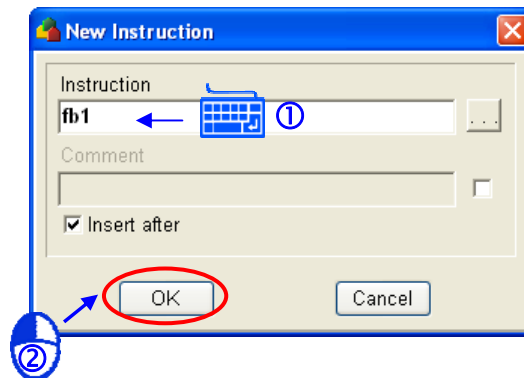 New Instruction
Instruction
fb1
①
...
Comment
Insert after
OK
Cancel
②